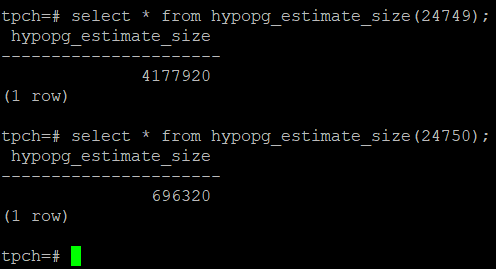 tpch=# select * from hypopg_estimate_size(24749);
 hypopg_estimate_size
----------------------
              4177920
(1 row)

tpch=# select * from hypopg_estimate_size(24750);
 hypopg_estimate_size
----------------------
               696320
(1 row)

tpch=#